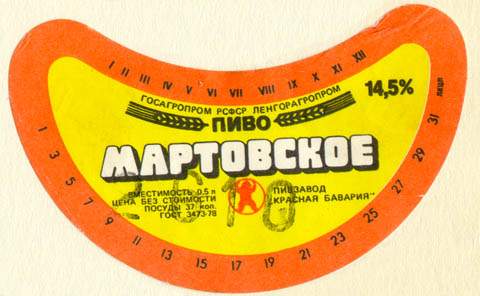 I II III IV V VI VII VIII IX X XI XII
ГОСАГРОПРОМ РСФСР ЛЕНГОРАГРОПРОМ
14,5%
ПИВО
МАРТОВСКОЕ
ВМЕСТИМОСТЬ 0,5 л
ЦЕНА БЕЗ СТОИМОСТИ
ПОСУДЫ 37 коп.
ГОСТ 3473-78
ПИВЗАВОД
„КРАСНАЯ БАВАРИЯ"
1 3 5 7 9 11 13 15 17 19 21 23 25 27 29 31